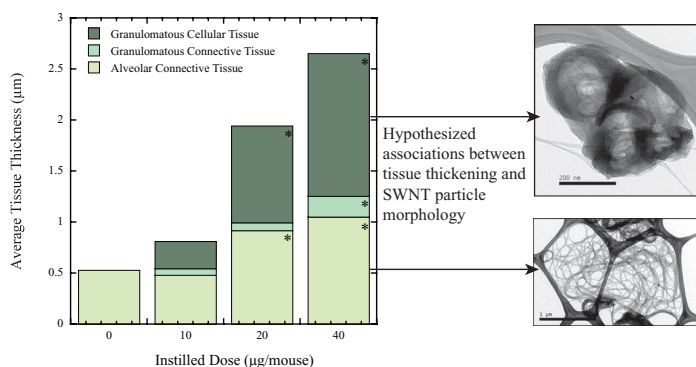 Average Tissue Thickness (μm)
3
2.5
2
1.5
1
0.5
0
Granulomatous Cellular Tissue
Granulomatous Connective Tissue
Alveolar Connective Tissue
*
*
*
*
*
0
10
20
40
Instilled Dose (μg/mouse)
Hypothesized
associations between
tissue thickening and
SWNT particle
morphology
200 nm
1 μm